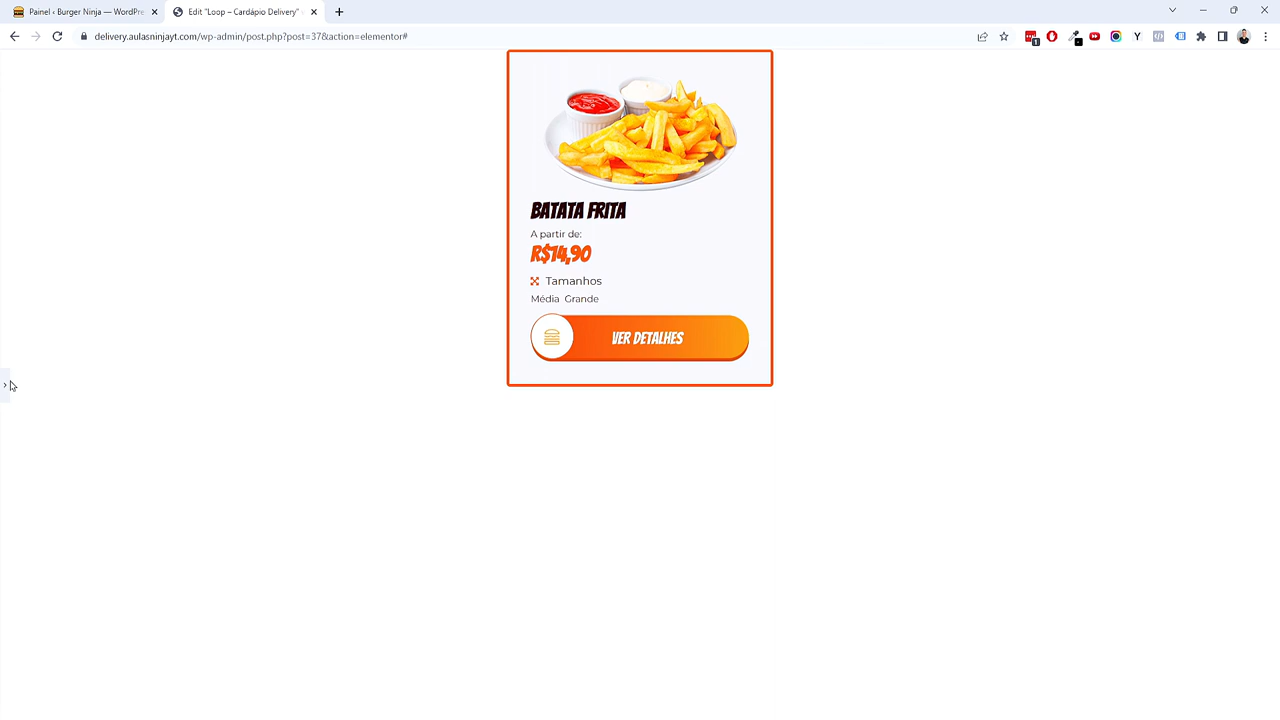 Painel ‹ Burger Ninja — WordPre
Edit "Loop – Cardápio Delivery"
delivery.aulasninjayt.com/wp-admin/post.php?post=37&action=elementor#
BATATA FRITA
A partir de:
R$14,90
Tamanhos
Média Grande
VER DETALHES